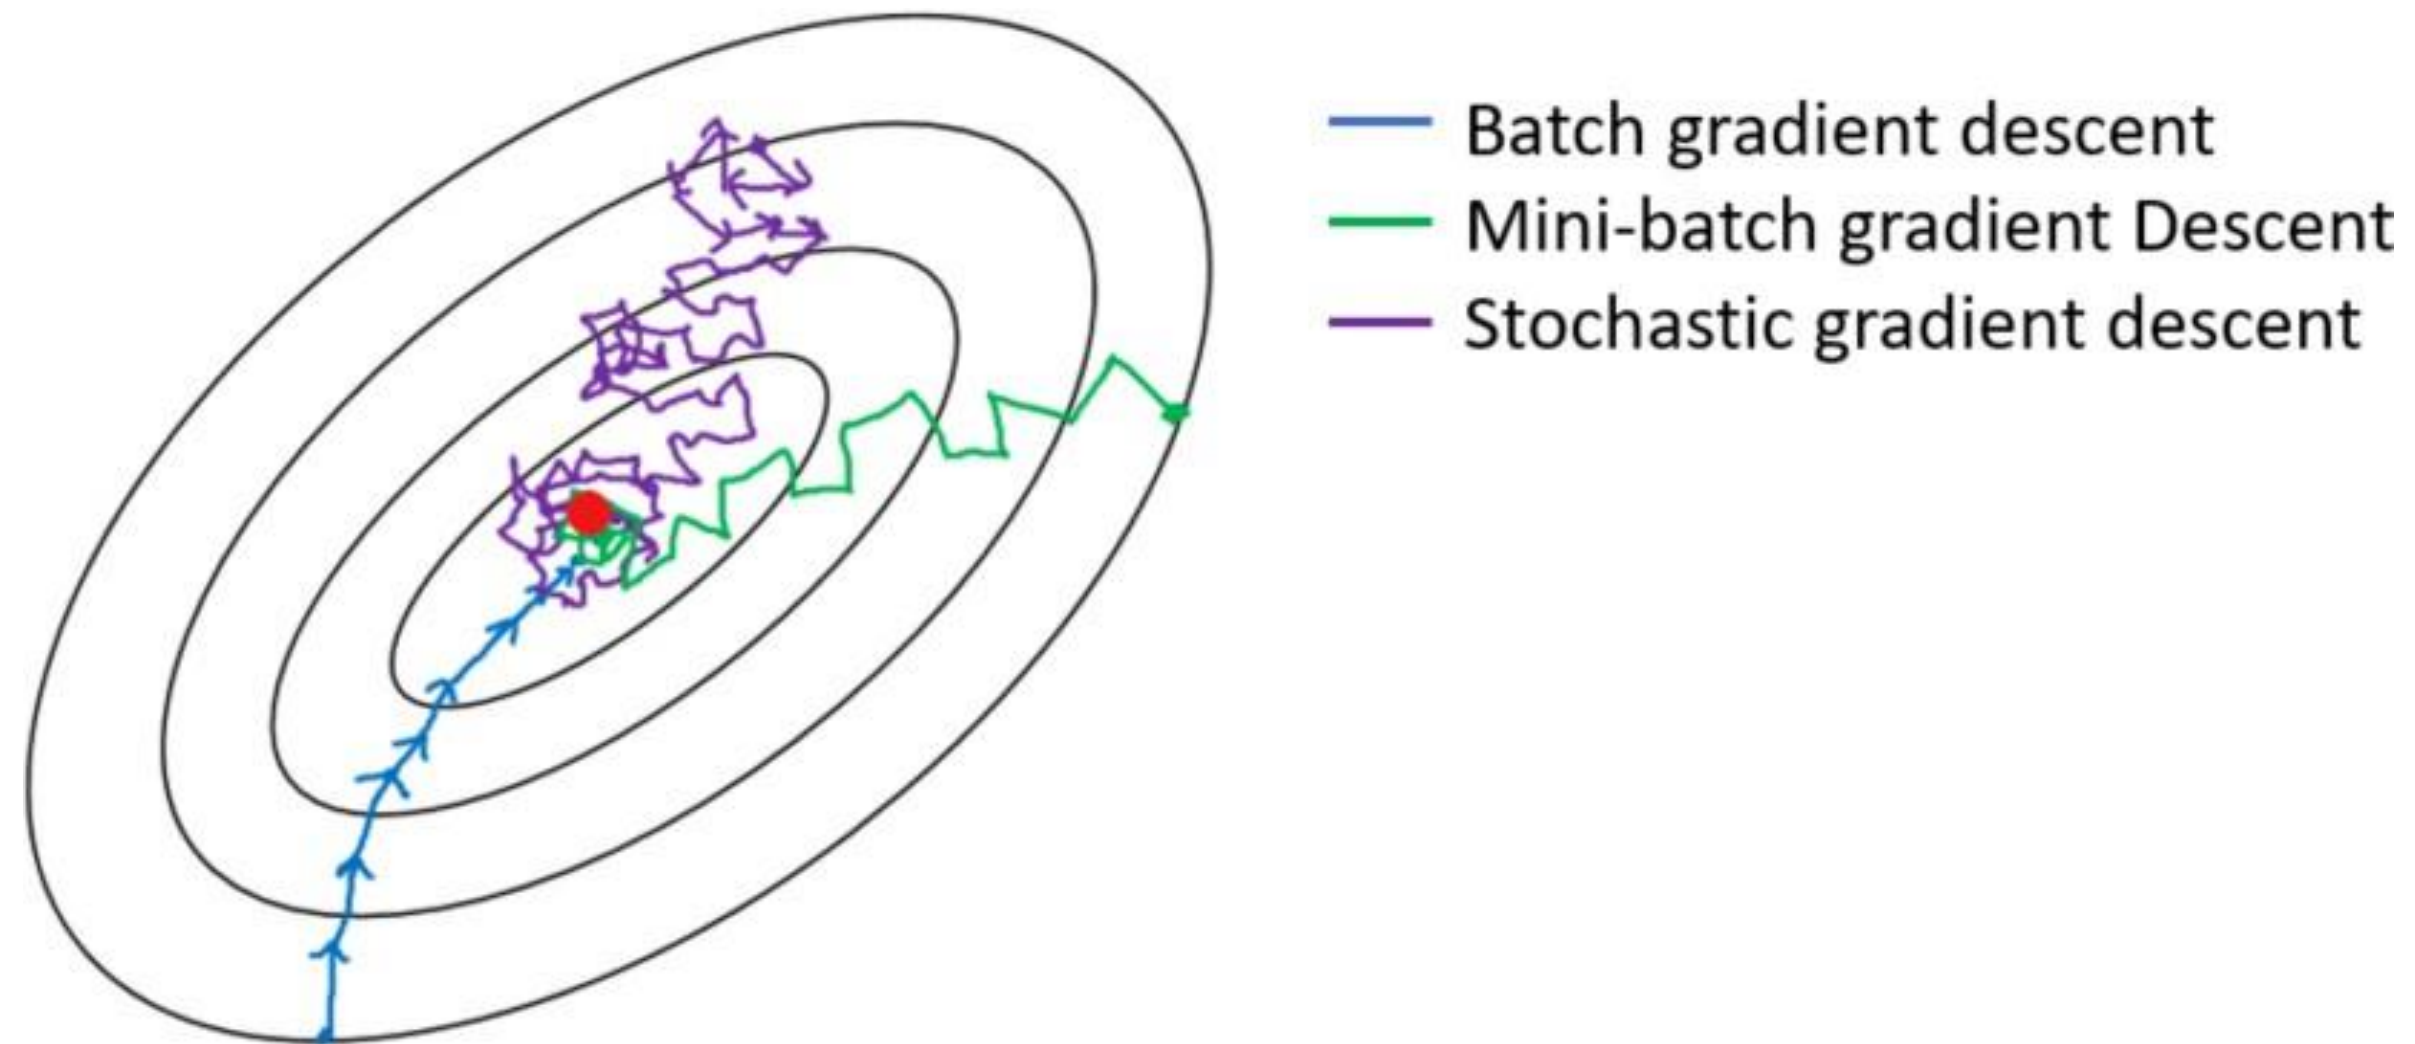 Batch gradient descent
Mini-batch gradient Descent
Stochastic gradient descent